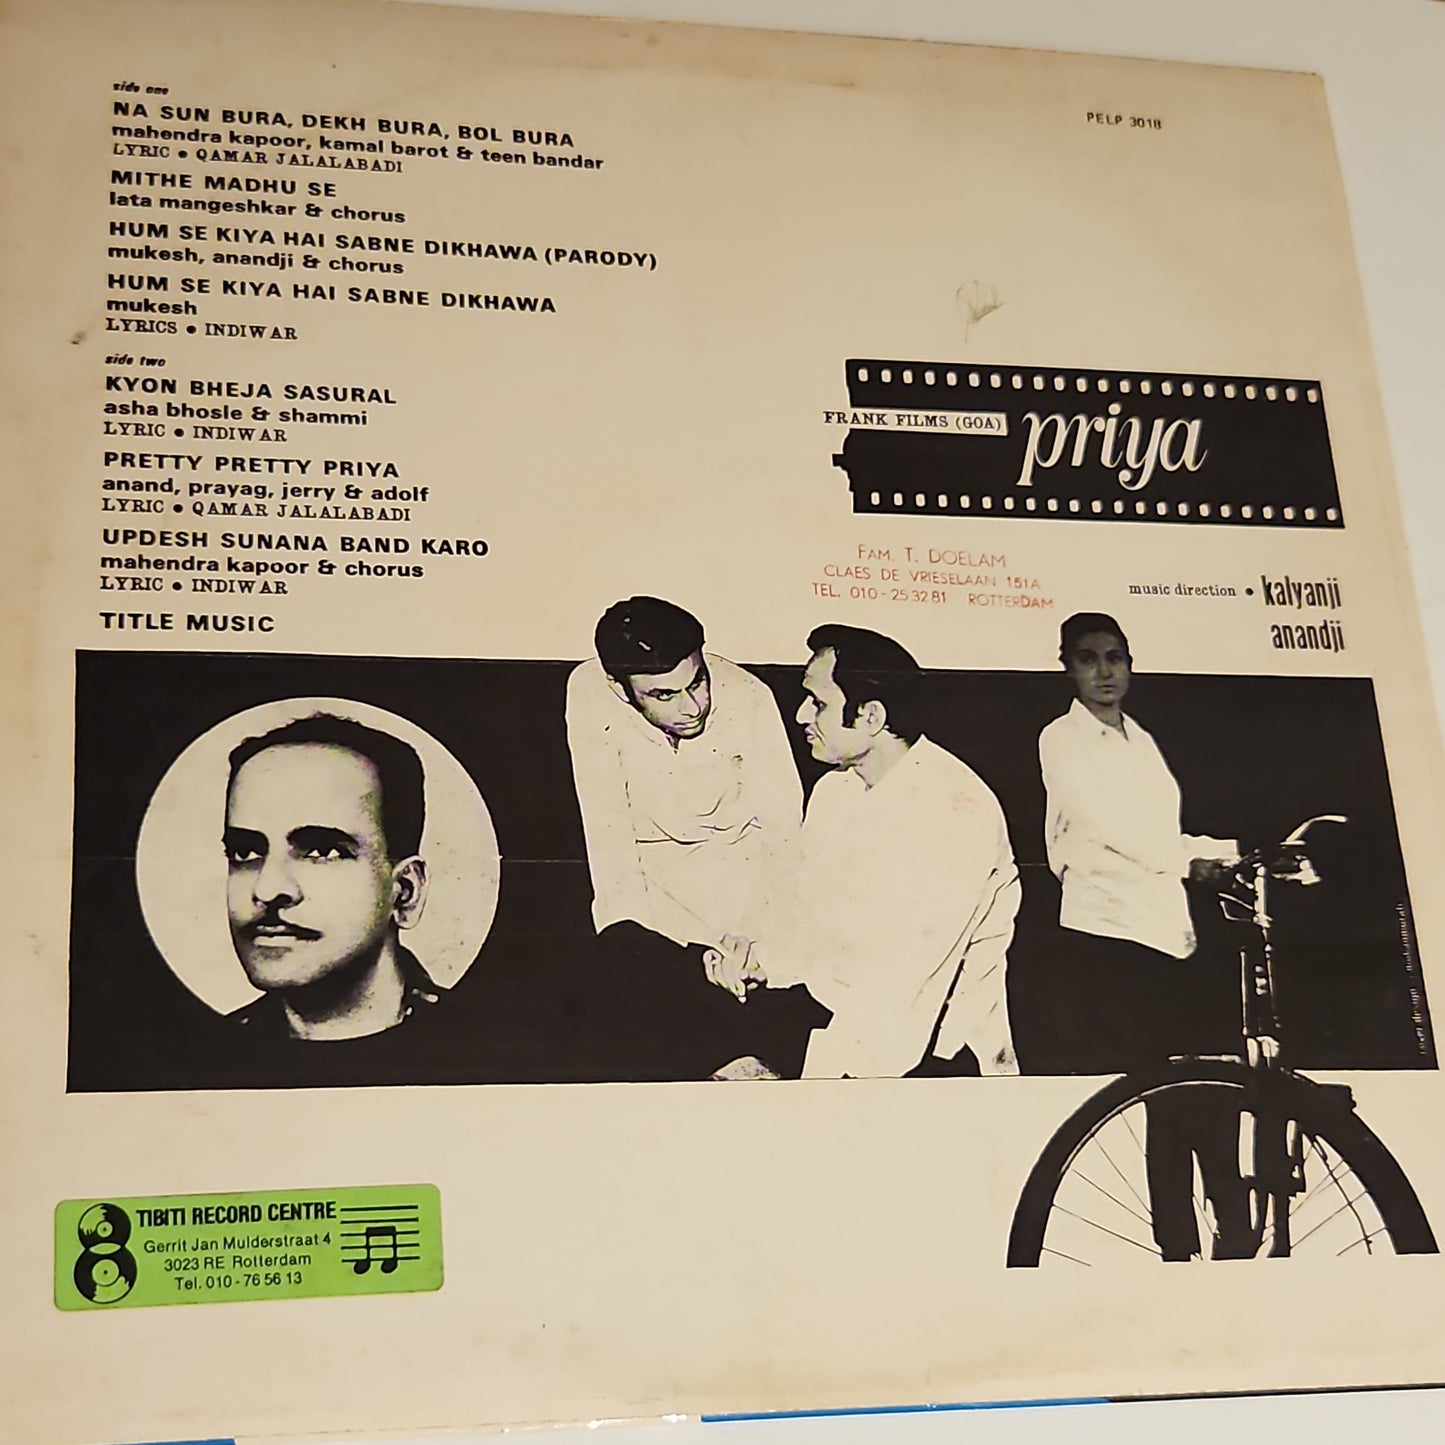 side one
NA SUN BURA, DEKH BURA, BOL BURA
mahendra kapoor, kamal barot & teen bandar
LYRIC • QAMAR JALALABADI
MITHE MADHU SE
lata mangeshkar & chorus
HUM SE KIYA HAI SABNE DIKHAWA (PARODY)
mukesh, anandji & chorus
HUM SE KIYA HAI SABNE DIKHAWA
mukesh
LYRICS • INDIWAR
side two
KYON BHEJA SASURAL
asha bhosle & shammi
LYRIC • INDIWAR
PRETTY PRETTY PRIYA
anand, prayag, jerry & adolf
LYRIC • QAMAR JALALABADI
UPDESH SUNANA BAND KARO
mahendra kapoor & chorus
LYRIC • INDIWAR
TITLE MUSIC
PELP 3018
FRANK FILMS (GOA)
priya
FAM. T. DOELAM
CLAES DE VRIESELAAN 151A
TEL. 010-253281 ROTTERDAM
music direction • kalyanji
anandji
cover design
TIBITI RECORD CENTRE
Gerrit Jan Mulderstraat 4
3023 RE Rotterdam
Tel. 010-76 56 13